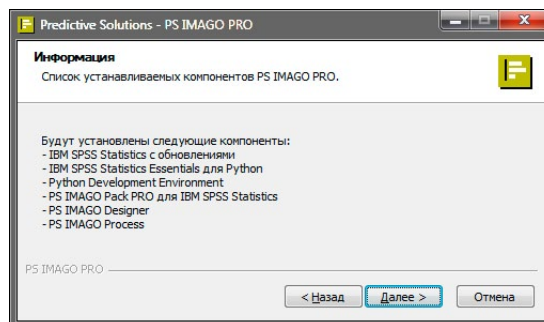 Predictive Solutions - PS IMAGO PRO
Информация
Список устанавливаемых компонентов PS IMAGO PRO.
Будут установлены следующие компоненты:
- IBM SPSS Statistics с обновлениями
- IBM SPSS Statistics Essentials для Python
- Python Development Environment
- PS IMAGO Pack PRO для IBM SPSS Statistics
- PS IMAGO Designer
- PS IMAGO Process
PS IMAGO PRO
< Назад Далее > Отмена